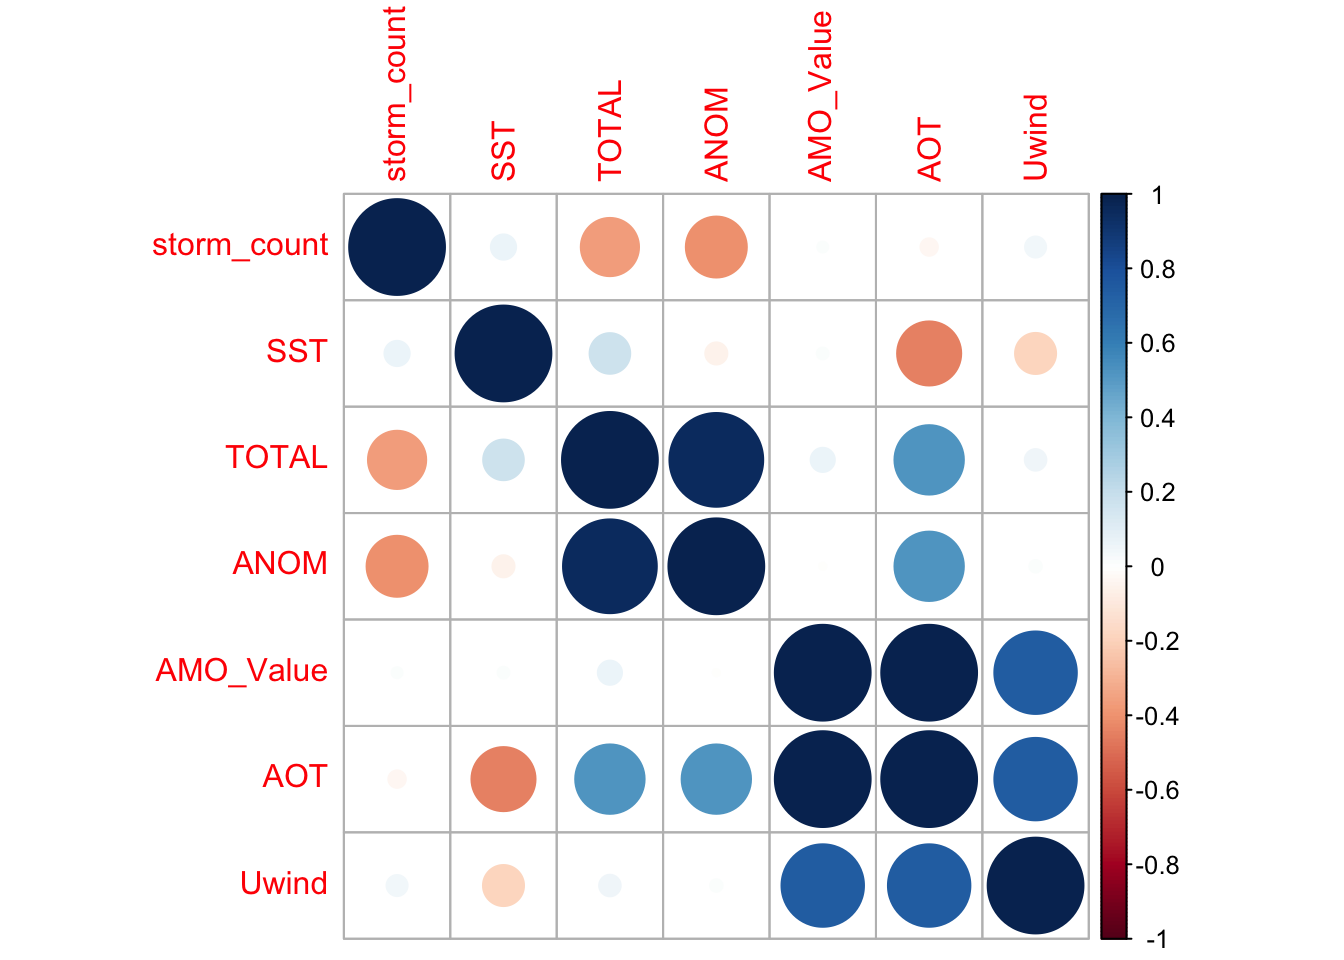 storm_count
SST
TOTAL
ANOM
AMO_Value
AOT
Uwind
storm_count
SST
TOTAL
ANOM
AMO_Value
AOT
Uwind
1
0.8
0.6
0.4
0.2
0
-0.2
-0.4
-0.6
-0.8
-1